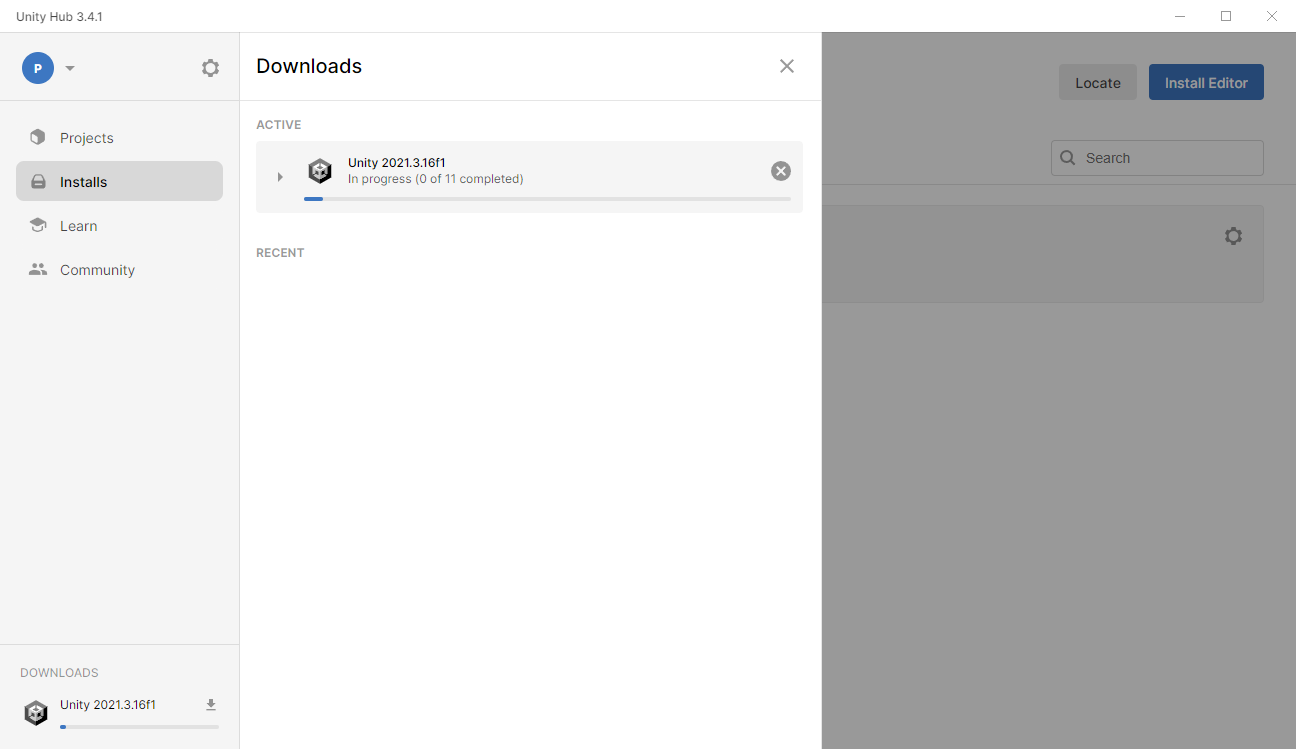 Unity Hub 3.4.1
P
Projects
Installs
Learn
Community
DOWNLOADS
Unity 2021.3.16f1
Downloads
ACTIVE
Unity 2021.3.16f1
In progress (0 of 11 completed)
RECENT
Locate
Install Editor
Search